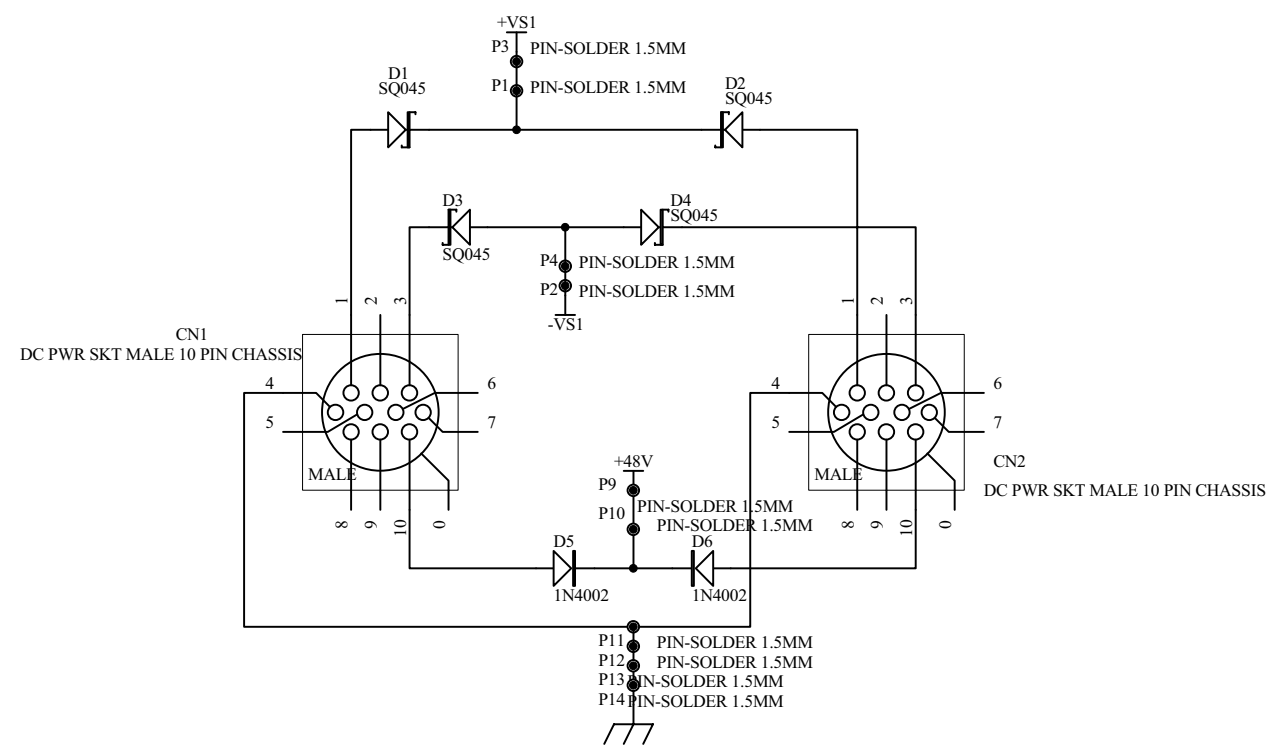 +VS1
P3 PIN-SOLDER 1.5MM
P1 PIN-SOLDER 1.5MM
D1
SQ045
D2
SQ045
D3
SQ045
D4
SQ045
P4 PIN-SOLDER 1.5MM
P2 PIN-SOLDER 1.5MM
-VS1
CN1
DC PWR SKT MALE 10 PIN CHASSIS
1 2 3
4
5
6
7
MALE
8 9 10 0
1 2 3
4
5
6
7
MALE
8 9 10 0
CN2
DC PWR SKT MALE 10 PIN CHASSIS
+48V
P9 PIN-SOLDER 1.5MM
P10 PIN-SOLDER 1.5MM
D5
1N4002
D6
1N4002
P11 PIN-SOLDER 1.5MM
P12 PIN-SOLDER 1.5MM
P13 PIN-SOLDER 1.5MM
P14 PIN-SOLDER 1.5MM